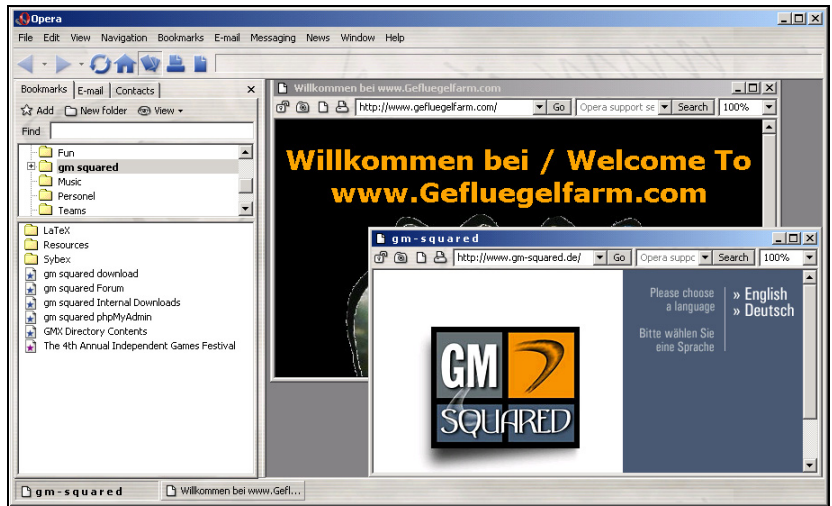 Opera
File Edit View Navigation Bookmarks E-mail Messaging News Window Help
Bookmarks E-mail Contacts
Add New folder View
Find
Fun
gm squared
Music
Personel
Teams
LaTeX
Resources
Sybex
gm squared download
gm squared Forum
gm squared Internal Downloads
gm squared phpMyAdmin
GMX Directory Contents
The 4th Annual Independent Games Festival
Willkommen bei www.Gefluegelfarm.com
http://www.gefluegelfarm.com/ Go Opera support se Search 100%
Willkommen bei / Welcome To
www.Gefluegelfarm.com
gm-squared
http://www.gm-squared.de/ Go Opera suppc Search 100%
GM
SQUARED
Please choose
a language
» English
» Deutsch
Bitte wählen Sie
eine Sprache
gm-squared Willkommen bei www.Gefl...